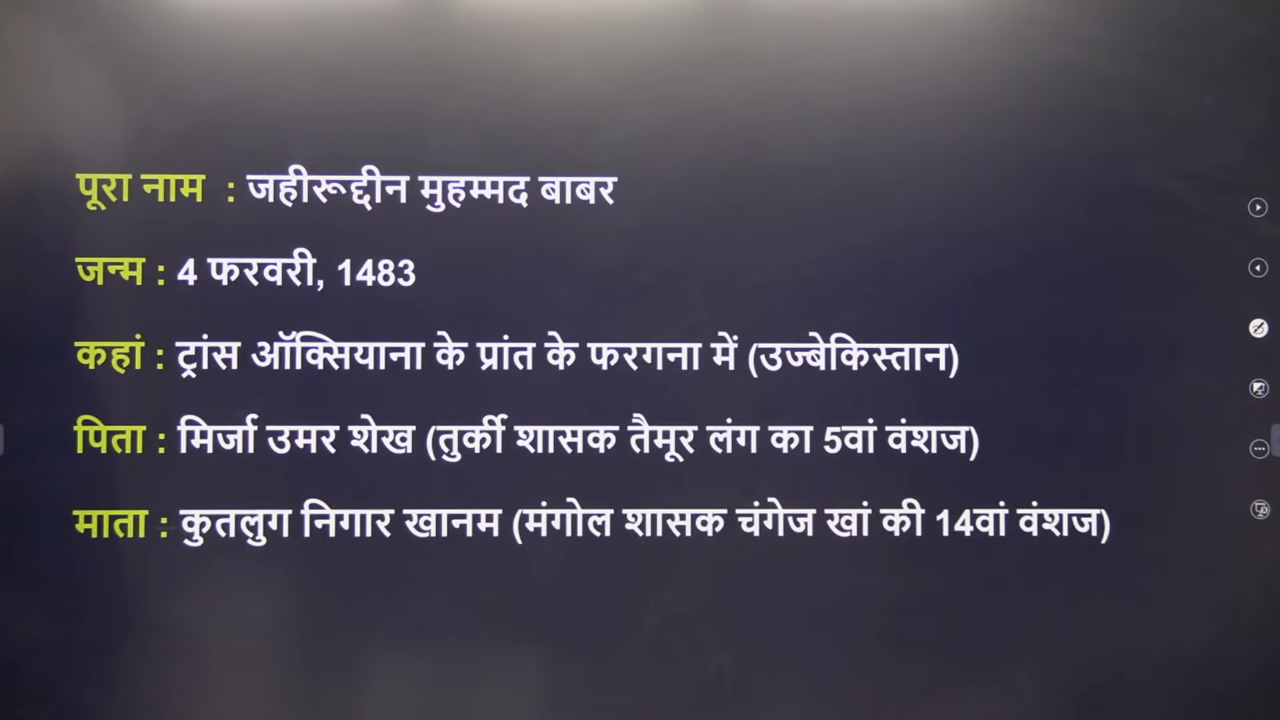 पूरा नाम : जहीरूद्दीन मुहम्मद बाबर
जन्म : 4 फरवरी, 1483
कहां : ट्रांस ऑक्सियाना के प्रांत के फरगना में (उज्बेकिस्तान)
पिता : मिर्जा उमर शेख (तुर्की शासक तैमूर लंग का 5वां वंशज)
माता : कुतलुग निगार खानम (मंगोल शासक चंगेज खां की 14वां वंशज)